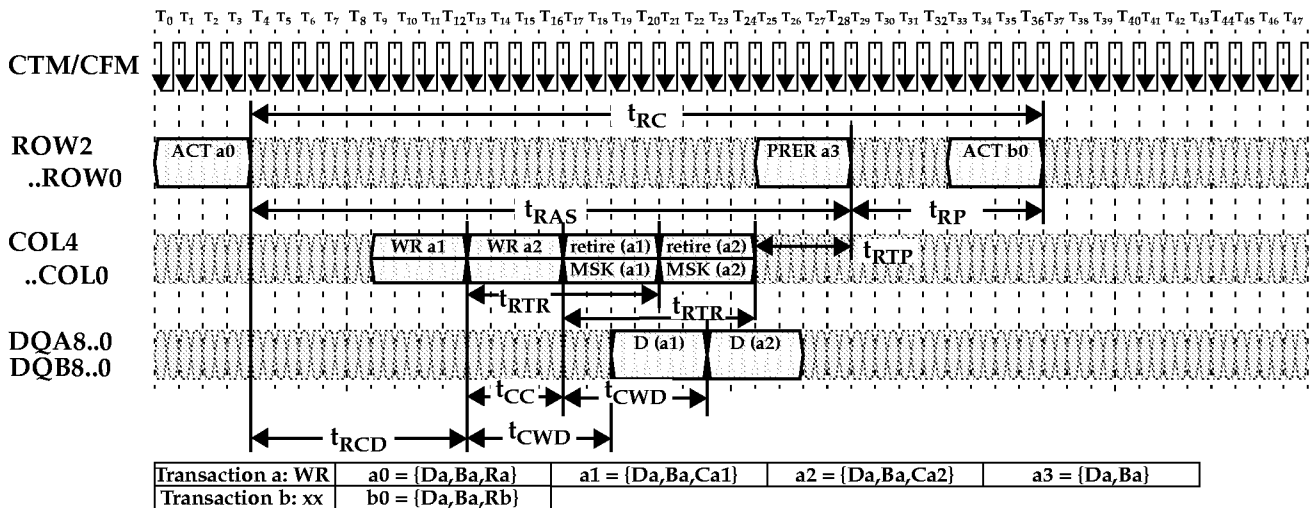 T0 T1 T2 T3 T4 T5 T6 T7 T8 T9 T10 T11 T12 T13 T14 T15 T16 T17 T18 T19 T20 T21 T22 T23 T24 T25 T26 T27 T28 T29 T30 T31 T32 T33 T34 T35 T36 T37 T38 T39 T40 T41 T42 T43 T44 T45 T46 T47
CTM/CFM
tRC
ROW2
..ROW0
ACT a0 PRER a3 ACT b0
tRAS tRP
COL4
..COL0
WR a1 WR a2 retire (a1) retire (a2)
MSK (a1) MSK (a2)
tRTP
tRTR tRTR
DQA8..0
DQB8..0
D (a1) D (a2)
tCC tCWD
tRCD tCWD
Transaction a: WR a0 = {Da,Ba,Ra} a1 = {Da,Ba,Ca1} a2 = {Da,Ba,Ca2} a3 = {Da,Ba}
Transaction b: xx b0 = {Da,Ba,Rb}